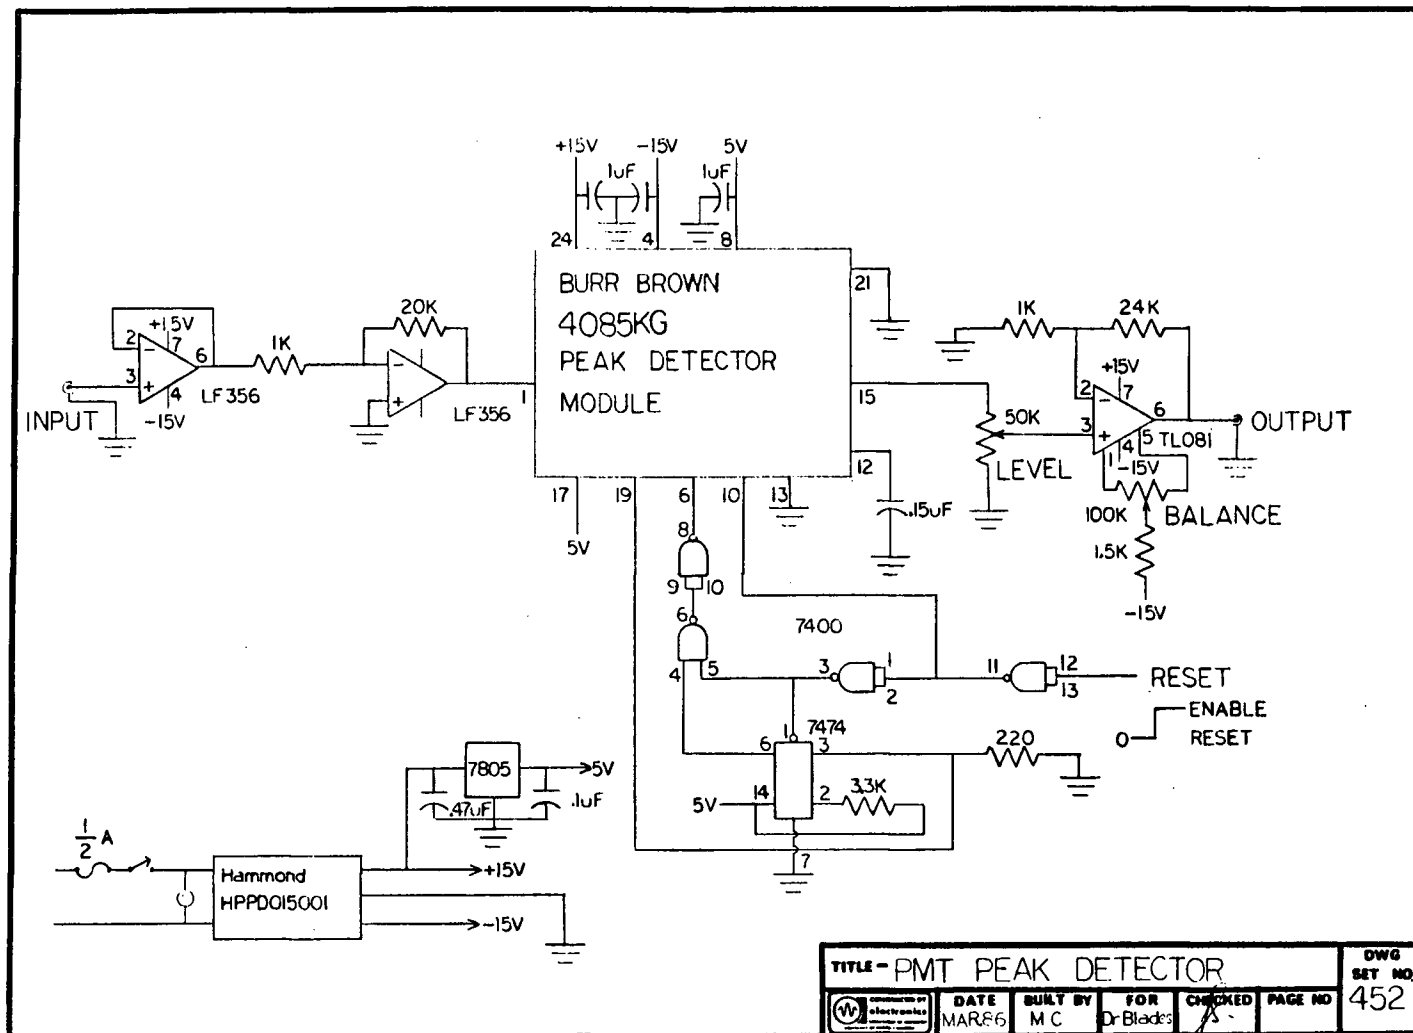 +15V -15V 5V
1uF 1uF
24 4 8
BURR BROWN
4085KG
PEAK DETECTOR
MODULE
21
15
12
1
17 19 6 10 13
5V
.15uF
INPUT
2 +15V 7
6
3 4
-15V
LF356
1K
20K
LF356
1K 24K
50K
LEVEL
+15V
2 7
6
3
5 TL081
1 4
-15V
100K BALANCE
1.5K
-15V
OUTPUT
8
9 10
6
7400
4 5
3 1
2
11 12
13
RESET
ENABLE
0 RESET
1 7474
6 3
220
5V 14 2 3.3K
7
7805 5V
.47uF .1uF
1/2 A
Hammond
HPPD015001
+15V
-15V
TITLE - PMT PEAK DETECTOR
DWG
SET NO.
452
electronics
DATE BUILT BY FOR CHECKED PAGE NO
MAR86 MC Dr Blades